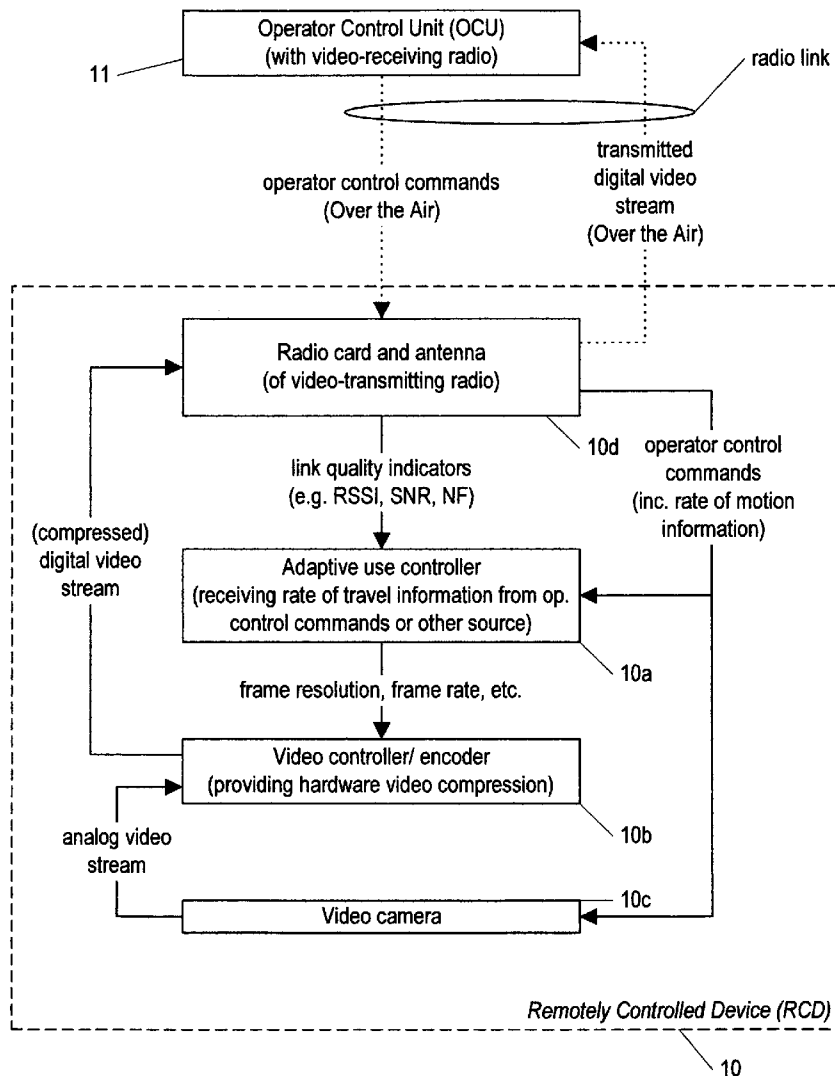 Operator Control Unit (OCU)
(with video-receiving radio)
11
radio link
operator control commands
(Over the Air)
transmitted
digital video
stream
(Over the Air)
Radio card and antenna
(of video-transmitting radio)
10d
link quality indicators
(e.g. RSSI, SNR, NF)
operator control
commands
(inc. rate of motion
information)
(compressed)
digital video
stream
Adaptive use controller
(receiving rate of travel information from op.
control commands or other source)
10a
frame resolution, frame rate, etc.
Video controller/ encoder
(providing hardware video compression)
10b
analog video
stream
10c
Video camera
Remotely Controlled Device (RCD)
10